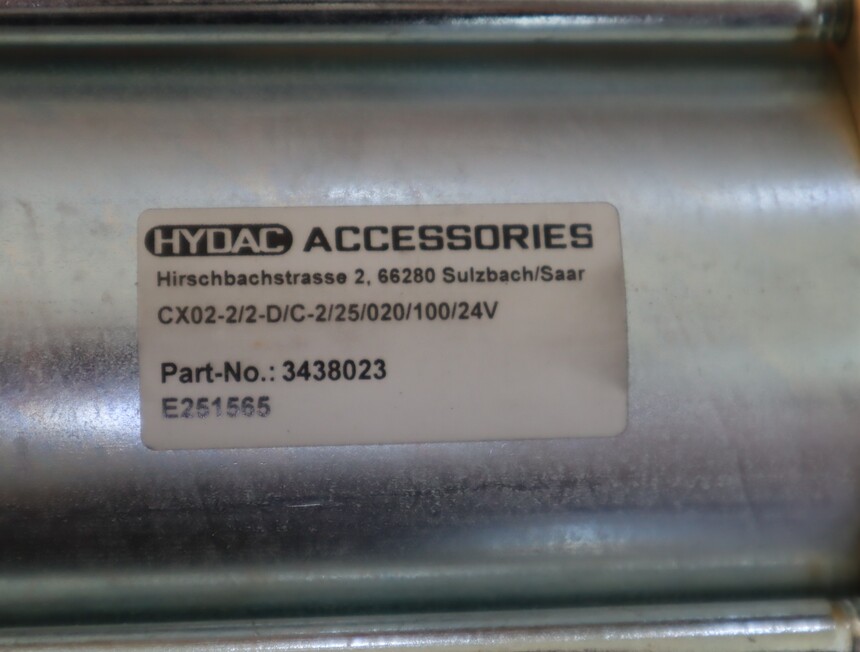 HYDAC ACCESSORIES
Hirschbachstrasse 2, 66280 Sulzbach/Saar
CX02-2/2-D/C-2/25/020/100/24V
Part-No.: 3438023
E251565